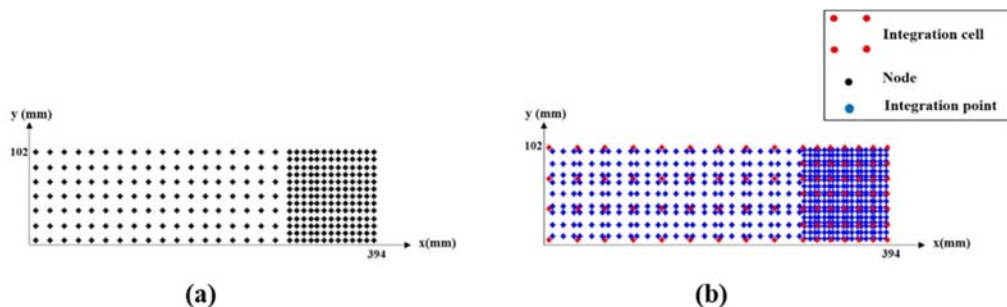 Integration cell
Node
Integration point
y (mm)
102
x(mm)
394
(a)
y (mm)
102
x(mm)
394
(b)